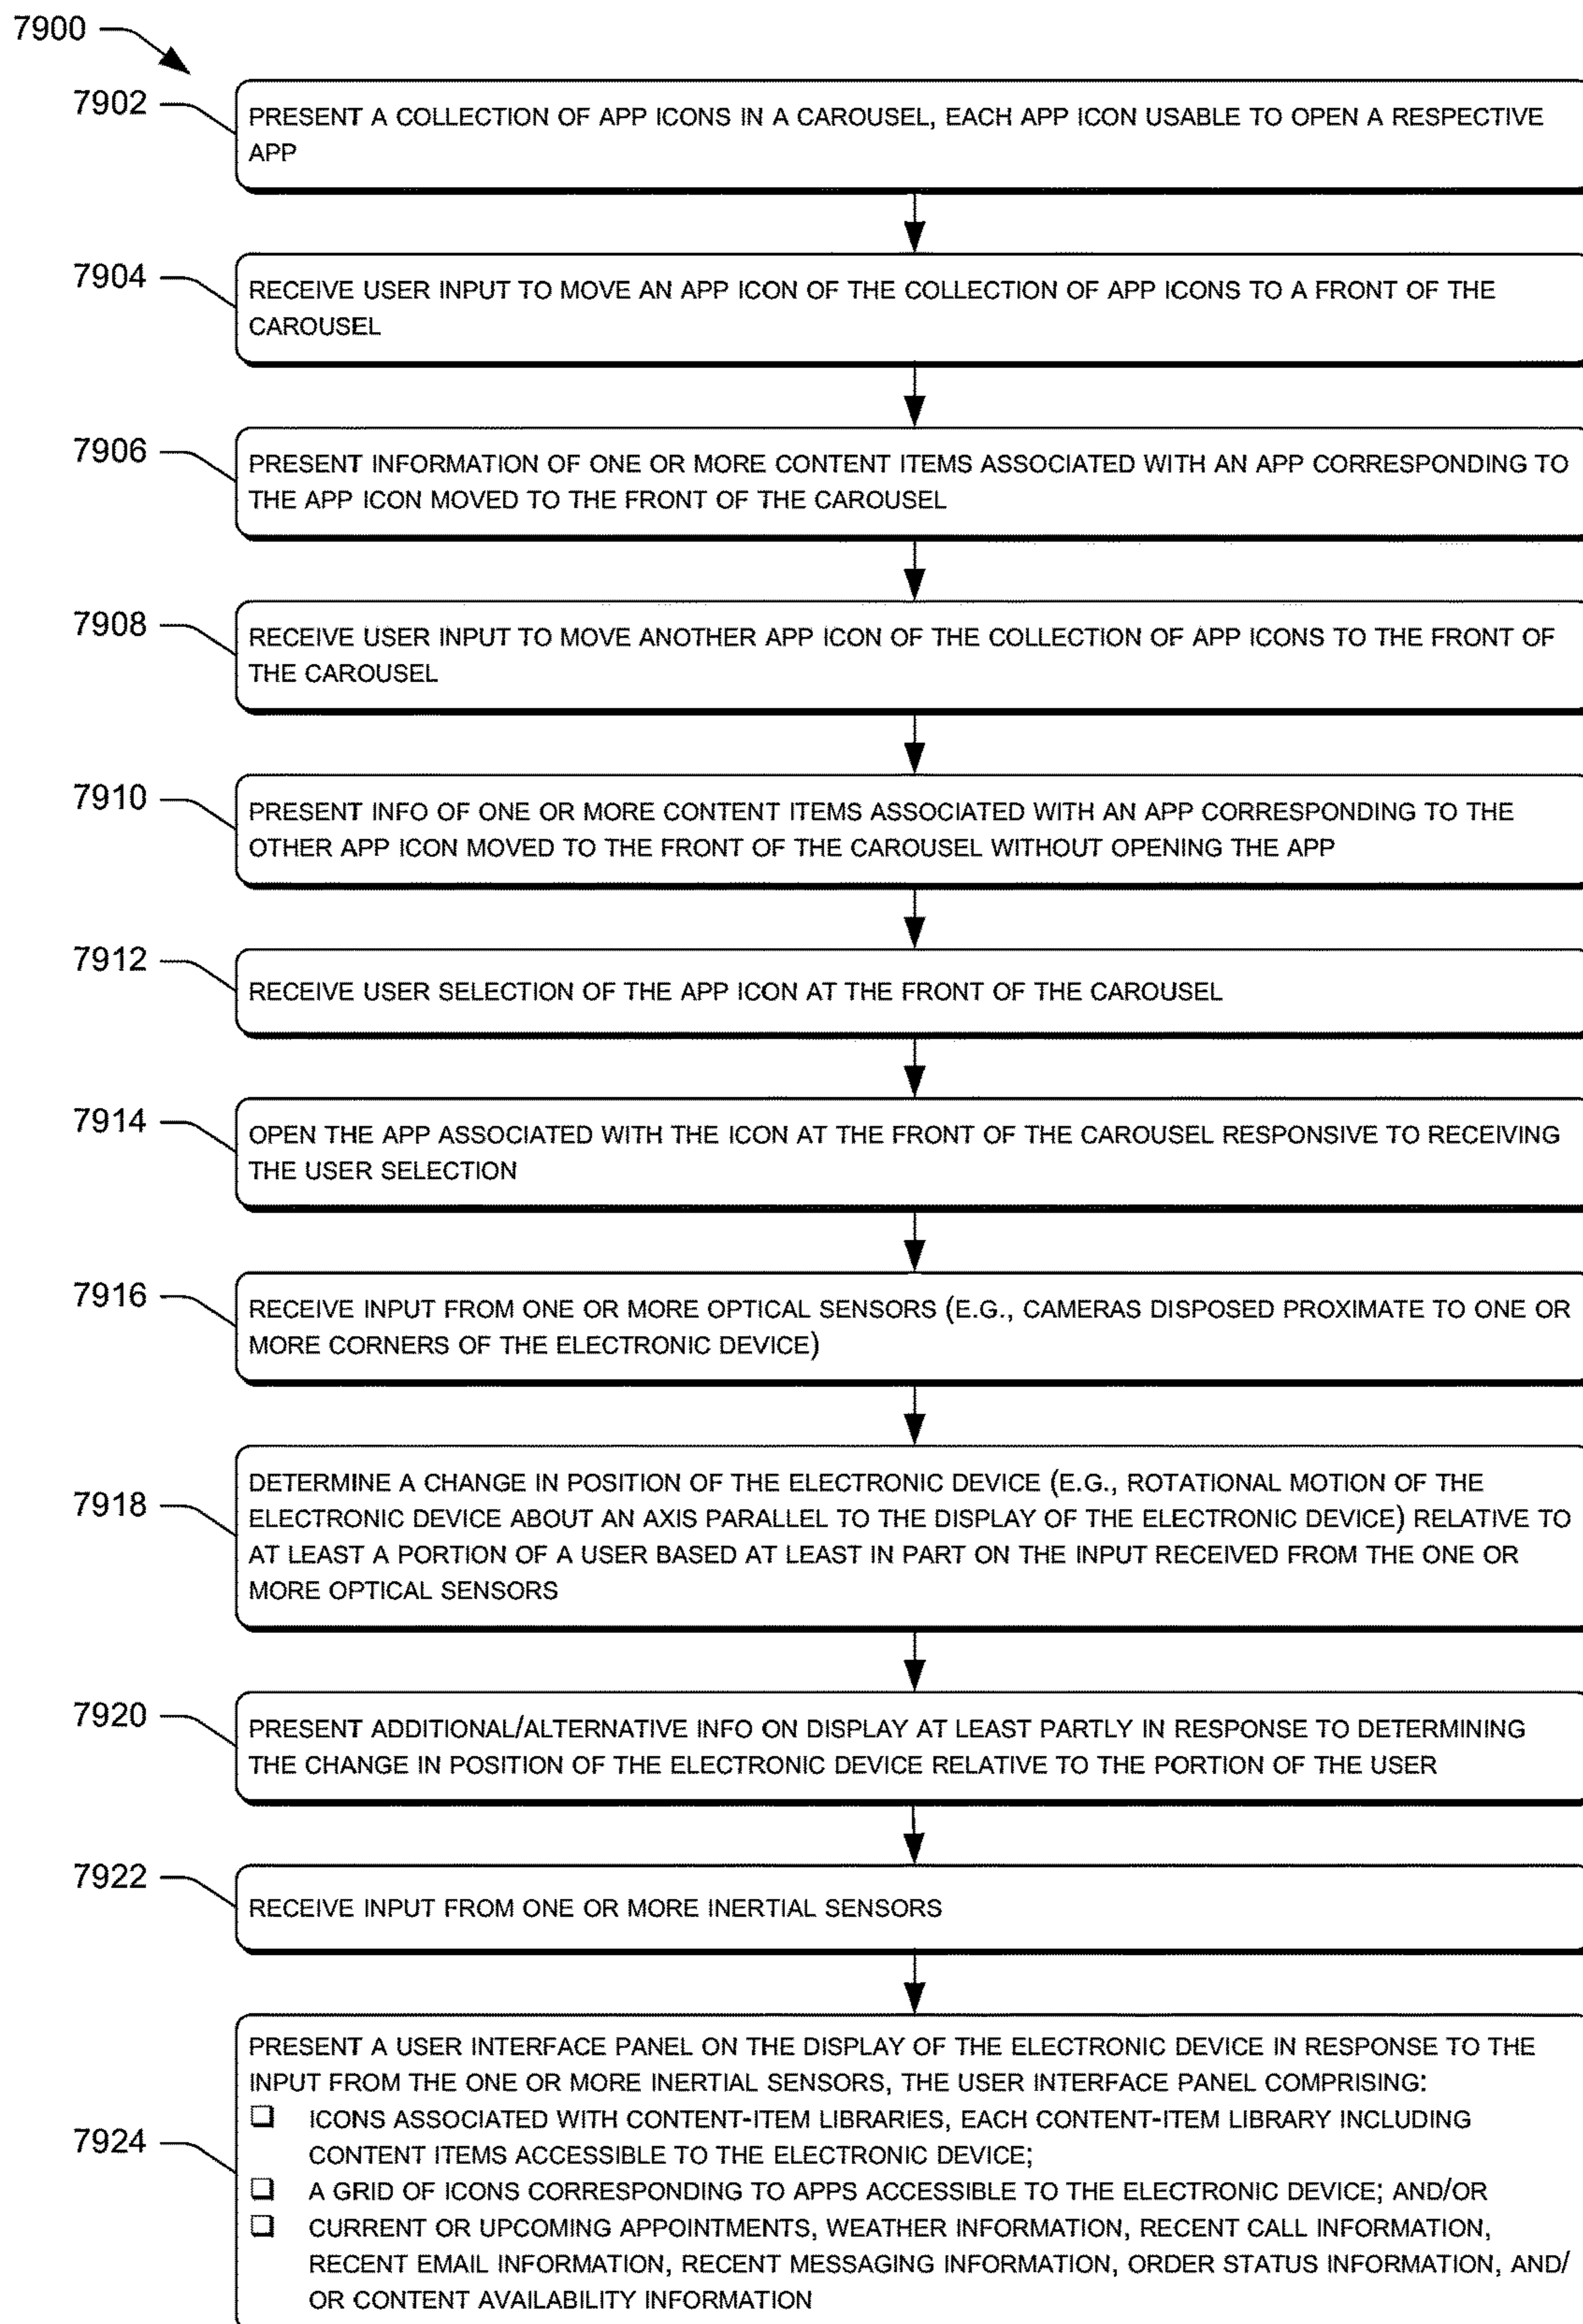 7900
7902
PRESENT A COLLECTION OF APP ICONS IN A CAROUSEL, EACH APP ICON USABLE TO OPEN A RESPECTIVE
APP
7904
RECEIVE USER INPUT TO MOVE AN APP ICON OF THE COLLECTION OF APP ICONS TO A FRONT OF THE
CAROUSEL
7906
PRESENT INFORMATION OF ONE OR MORE CONTENT ITEMS ASSOCIATED WITH AN APP CORRESPONDING TO
THE APP ICON MOVED TO THE FRONT OF THE CAROUSEL
7908
RECEIVE USER INPUT TO MOVE ANOTHER APP ICON OF THE COLLECTION OF APP ICONS TO THE FRONT OF
THE CAROUSEL
7910
PRESENT INFO OF ONE OR MORE CONTENT ITEMS ASSOCIATED WITH AN APP CORRESPONDING TO THE
OTHER APP ICON MOVED TO THE FRONT OF THE CAROUSEL WITHOUT OPENING THE APP
7912
RECEIVE USER SELECTION OF THE APP ICON AT THE FRONT OF THE CAROUSEL
7914
OPEN THE APP ASSOCIATED WITH THE ICON AT THE FRONT OF THE CAROUSEL RESPONSIVE TO RECEIVING
THE USER SELECTION
7916
RECEIVE INPUT FROM ONE OR MORE OPTICAL SENSORS (E.G., CAMERAS DISPOSED PROXIMATE TO ONE OR
MORE CORNERS OF THE ELECTRONIC DEVICE)
7918
DETERMINE A CHANGE IN POSITION OF THE ELECTRONIC DEVICE (E.G., ROTATIONAL MOTION OF THE
ELECTRONIC DEVICE ABOUT AN AXIS PARALLEL TO THE DISPLAY OF THE ELECTRONIC DEVICE) RELATIVE TO
AT LEAST A PORTION OF A USER BASED AT LEAST IN PART ON THE INPUT RECEIVED FROM THE ONE OR
MORE OPTICAL SENSORS
7920
PRESENT ADDITIONAL/ALTERNATIVE INFO ON DISPLAY AT LEAST PARTLY IN RESPONSE TO DETERMINING
THE CHANGE IN POSITION OF THE ELECTRONIC DEVICE RELATIVE TO THE PORTION OF THE USER
7922
RECEIVE INPUT FROM ONE OR MORE INERTIAL SENSORS
7924
PRESENT A USER INTERFACE PANEL ON THE DISPLAY OF THE ELECTRONIC DEVICE IN RESPONSE TO THE
INPUT FROM THE ONE OR MORE INERTIAL SENSORS, THE USER INTERFACE PANEL COMPRISING:
❑ ICONS ASSOCIATED WITH CONTENT-ITEM LIBRARIES, EACH CONTENT-ITEM LIBRARY INCLUDING
CONTENT ITEMS ACCESSIBLE TO THE ELECTRONIC DEVICE;
❑ A GRID OF ICONS CORRESPONDING TO APPS ACCESSIBLE TO THE ELECTRONIC DEVICE; AND/OR
❑ CURRENT OR UPCOMING APPOINTMENTS, WEATHER INFORMATION, RECENT CALL INFORMATION,
RECENT EMAIL INFORMATION, RECENT MESSAGING INFORMATION, ORDER STATUS INFORMATION, AND/
OR CONTENT AVAILABILITY INFORMATION